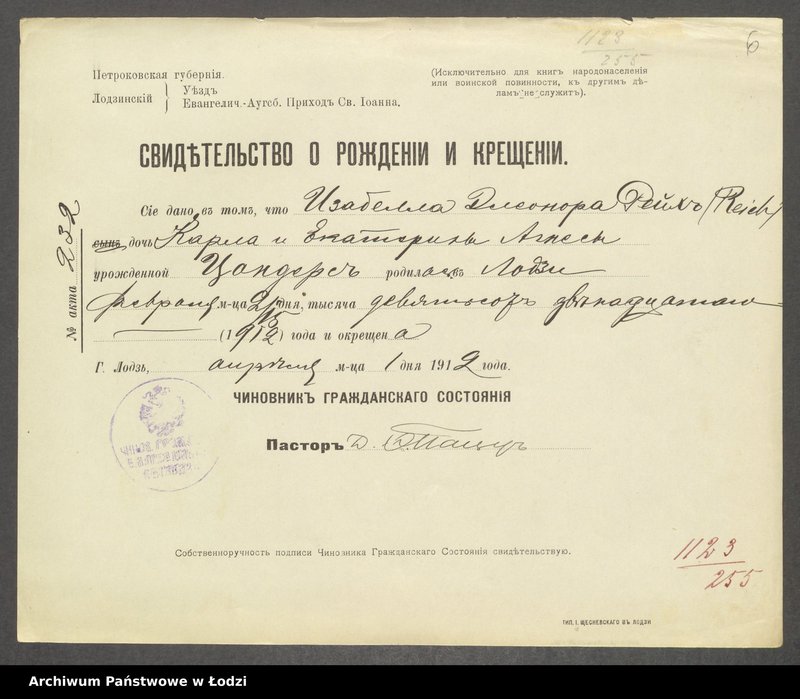 1123
255
6
Петроковская губернія.
Лодзинскій
Уѣздъ
Евангелич.-Аугсб. Приходъ Св. Іоанна.
(Исключительно для книгъ народонаселенія
или воинской повинности, къ другимъ дѣ-
ламъ не служитъ).
СВИДѢТЕЛЬСТВО О РОЖДЕНІИ И КРЕЩЕНІИ.
№ акта 232
Сіе дано въ томъ, что Изабелла Элеонора Рейхъ (Reich)
сынъ дочь Карла и Екатерины Агнесы
урожденной Цандерсъ родилась въ Лодзи
февраля м-ца дня, тысяча девятьсотъ двѣнадцатаго
(1912) года и окрещена
Г. Лодзь, апрѣля м-ца 1 дня 1912 года.
ЧИНОВНИКЪ ГРАЖДАНСКАГО СОСТОЯНІЯ
Пасторъ
Собственноручность подписи Чиновника Гражданскаго Состоянія свидѣтельствую.
1123
255
ТИП. І. ЩЕСНЕВСКАГО ВЪ ЛОДЗИ
Archiwum Państwowe w Łodzi